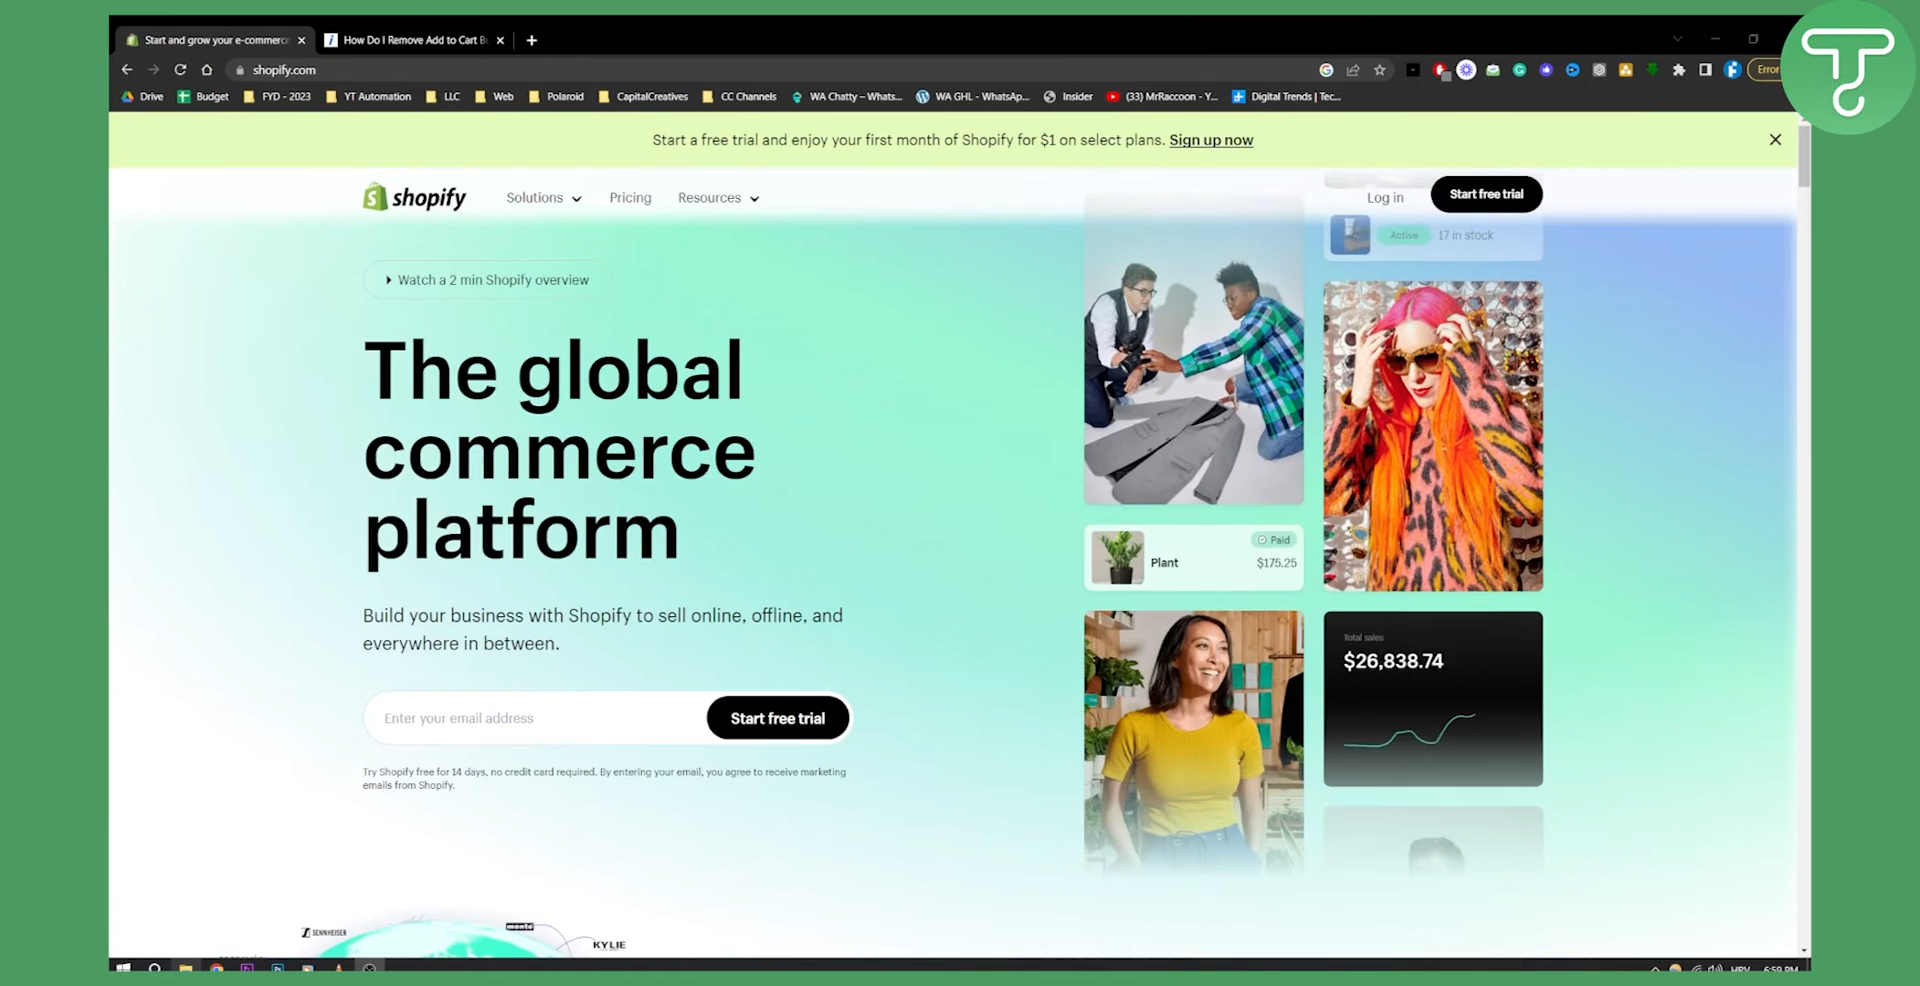 Start and grow your e-commerce
How Do I Remove Add to Cart B
shopify.com
Error
Drive
Budget
FYD - 2023
YT Automation
LLC
Web
Polaroid
CapitalCreatives
CC Channels
WA Chatty – Whats...
WA GHL - WhatsAp...
Insider
(33) MrRaccoon - Y...
Digital Trends | Tec...
Start a free trial and enjoy your first month of Shopify for $1 on select plans. Sign up now
shopify
Solutions
Pricing
Resources
Log in
Start free trial
Active
17 in stock
Watch a 2 min Shopify overview
The global
commerce
platform
Paid
Plant
$175.25
Build your business with Shopify to sell online, offline, and
everywhere in between.
Total sales
$26,838.74
Enter your email address
Start free trial
Try Shopify free for 14 days, no credit card required. By entering your email, you agree to receive marketing
emails from Shopify.
SENNHEISER
KYLIE
HRV
6:59 PM